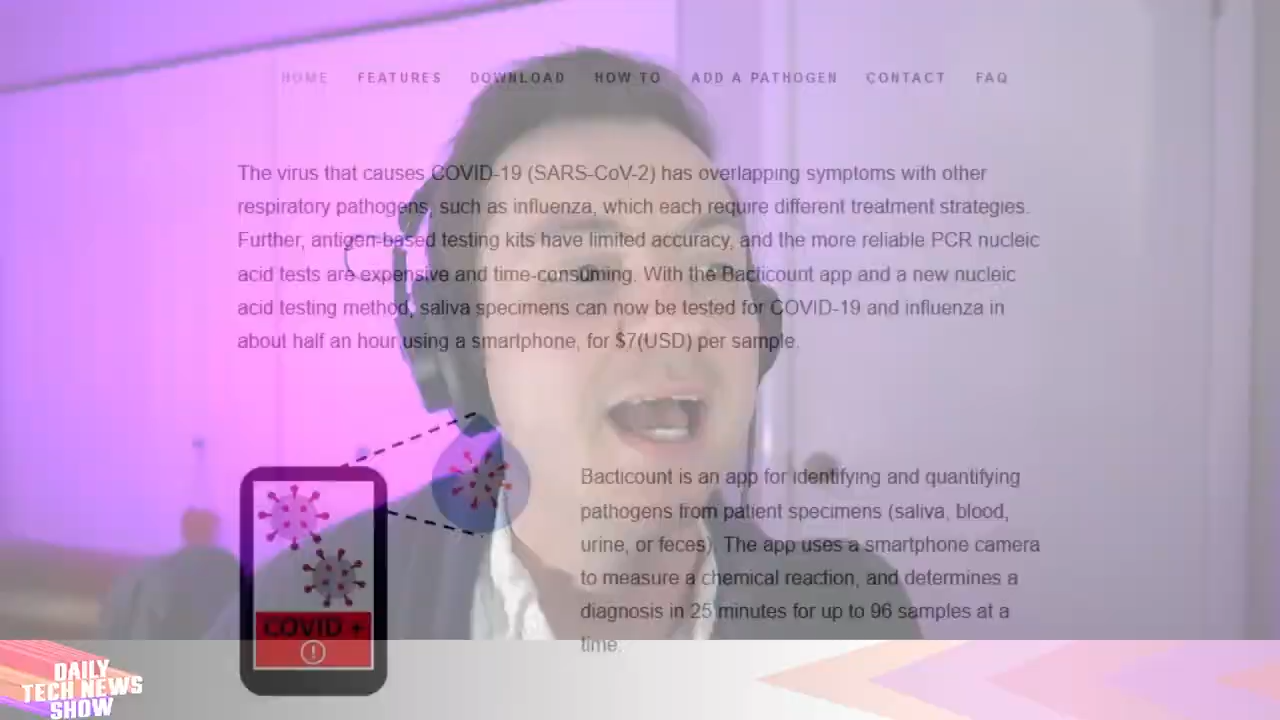 HOME FEATURES DOWNLOAD HOW TO ADD A PATHOGEN CONTACT FAQ
The virus that causes COVID-19 (SARS-CoV-2) has overlapping symptoms with other
respiratory pathogens, such as influenza, which each require different treatment strategies.
Further, antigen-based testing kits have limited accuracy, and the more reliable PCR nucleic
acid tests are expensive and time-consuming. With the Bacticount app and a new nucleic
acid testing method, saliva specimens can now be tested for COVID-19 and influenza in
about half an hour using a smartphone, for $7(USD) per sample.
Bacticount is an app for identifying and quantifying
pathogens from patient specimens (saliva, blood,
urine, or feces). The app uses a smartphone camera
to measure a chemical reaction, and determines a
diagnosis in 25 minutes for up to 96 samples at a
time.
COVID +
!
DAILY
TECH NEWS
SHOW